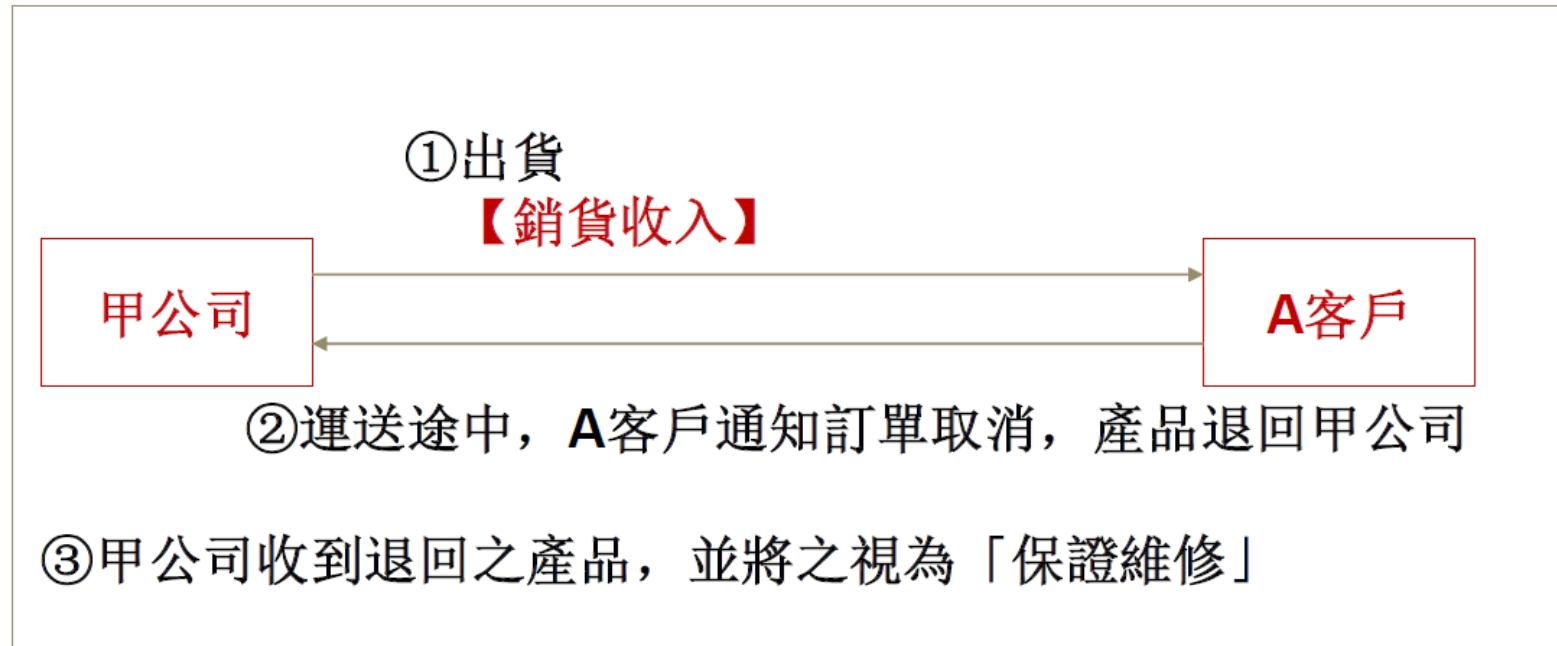 ①出貨
【銷貨收入】
甲公司
A客戶
②運送途中，A客戶通知訂單取消，產品退回甲公司
③甲公司收到退回之產品，並將之視為「保證維修」